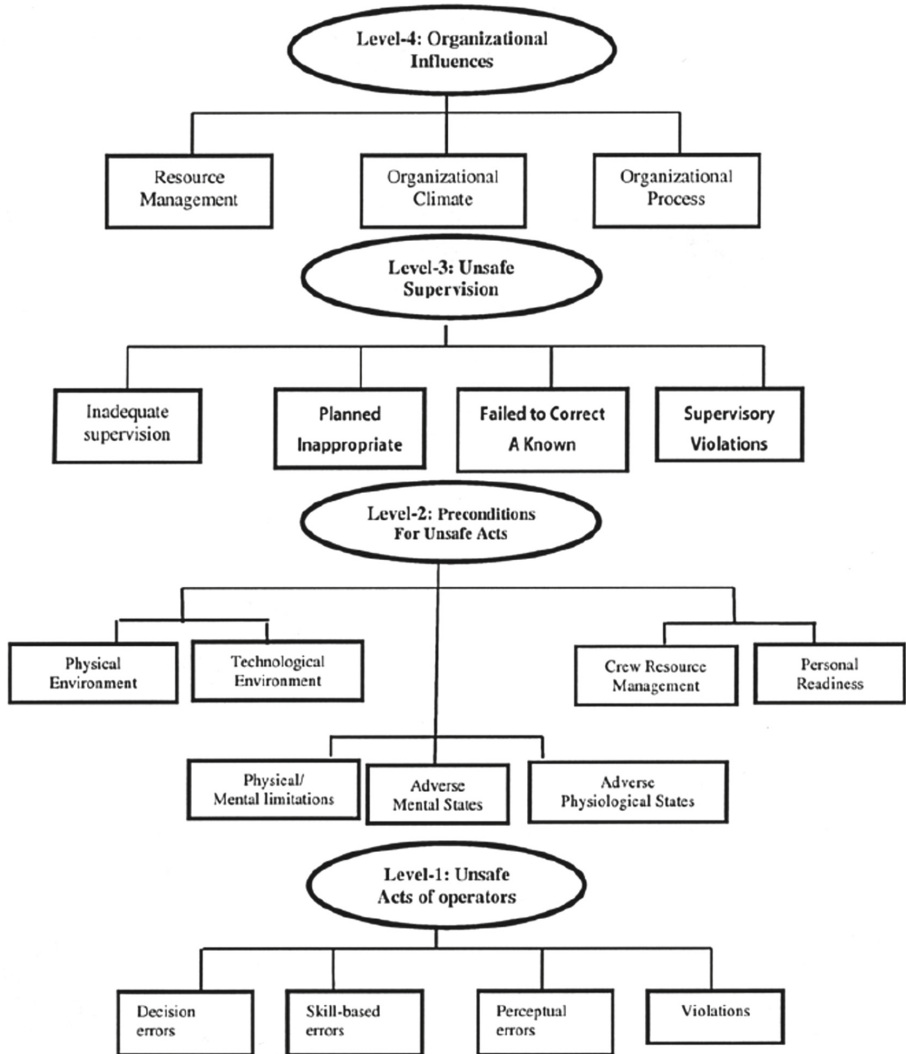 Level-4: Organizational
Influences
Resource
Management
Organizational
Climate
Organizational
Process
Level-3: Unsafe
Supervision
Inadequate
supervision
Planned
Inappropriate
Failed to Correct
A Known
Supervisory
Violations
Level-2: Preconditions
For Unsafe Acts
Physical
Environment
Technological
Environment
Crew Resource
Management
Personal
Readiness
Physical/
Mental limitations
Adverse
Mental States
Adverse
Physiological States
Level-1: Unsafe
Acts of operators
Decision
errors
Skill-based
errors
Perceptual
errors
Violations